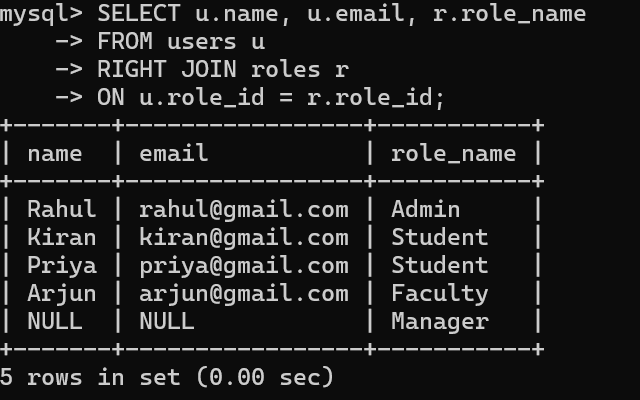 mysql> SELECT u.name, u.email, r.role_name
    -> FROM users u
    -> RIGHT JOIN roles r
    -> ON u.role_id = r.role_id;
+-------+-----------------+-----------+
| name  | email           | role_name |
+-------+-----------------+-----------+
| Rahul | rahul@gmail.com | Admin     |
| Kiran | kiran@gmail.com | Student   |
| Priya | priya@gmail.com | Student   |
| Arjun | arjun@gmail.com | Faculty   |
| NULL  | NULL            | Manager   |
+-------+-----------------+-----------+
5 rows in set (0.00 sec)